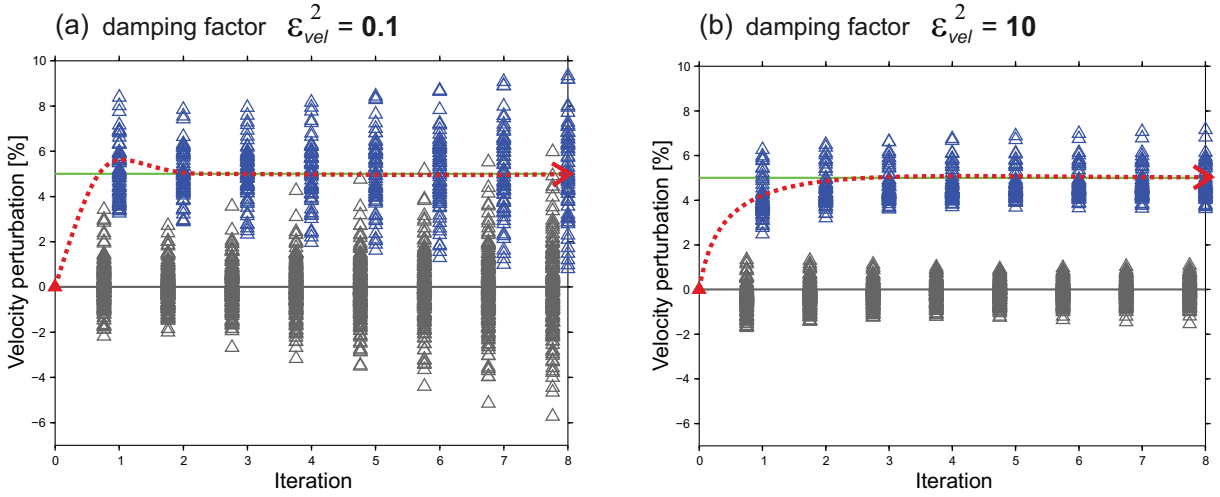 (a) damping factor ε²vel = 0.1
10
8
6
4
2
0
−2
−4
−6
Velocity perturbation [%]
0 1 2 3 4 5 6 7 8
Iteration
(b) damping factor ε²vel = 10
10
8
6
4
2
0
−2
−4
−6
Velocity perturbation [%]
0 1 2 3 4 5 6 7 8
Iteration